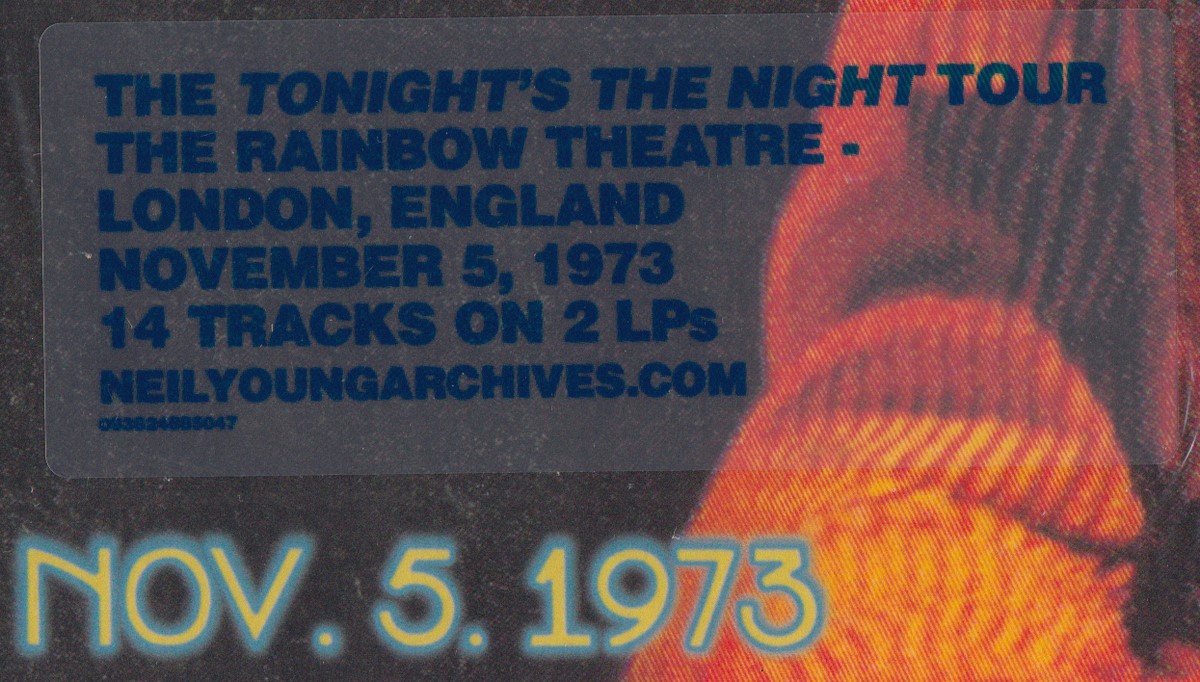 THE TONIGHT'S THE NIGHT TOUR
THE RAINBOW THEATRE -
LONDON, ENGLAND
NOVEMBER 5, 1973
14 TRACKS ON 2 LPs
NEILYOUNGARCHIVES.COM
NOV. 5. 1973